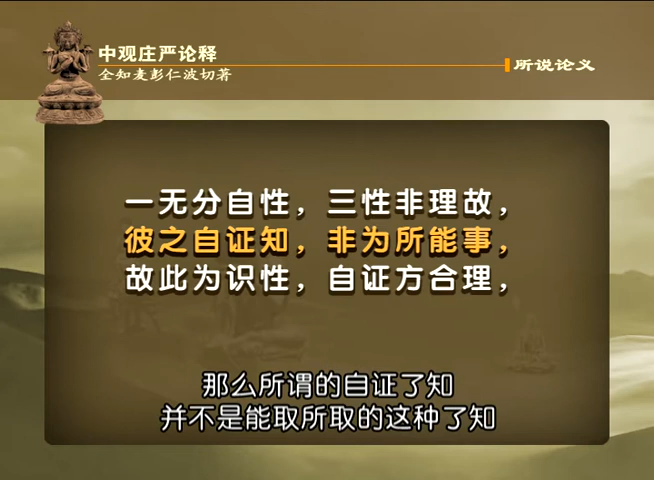 中观庄严论释
全知麦彭仁波切著
所说论义
一无分自性，三性非理故，
彼之自证知，非为所能事，
故此为识性，自证方合理，
那么所谓的自证了知
并不是能取所取的这种了知